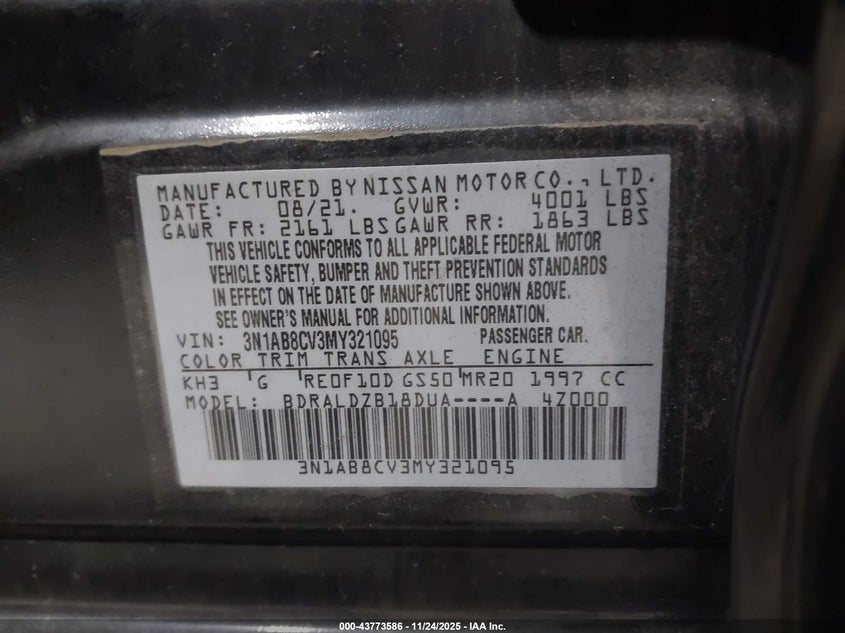 MANUFACTURED BY NISSAN MOTOR CO., LTD.
DATE: 08/21. GVWR: 4001 LBS
GAWR FR: 2161 LBS GAWR RR: 1863 LBS
THIS VEHICLE CONFORMS TO ALL APPLICABLE FEDERAL MOTOR
VEHICLE SAFETY, BUMPER AND THEFT PREVENTION STANDARDS
IN EFFECT ON THE DATE OF MANUFACTURE SHOWN ABOVE.
SEE OWNER'S MANUAL FOR ADDITIONAL INFORMATION.
VIN: 3N1AB8CV3MY321095 PASSENGER CAR.
COLOR TRIM TRANS AXLE ENGINE
KH3 G RE0F10D GS50 MR20 1997 CC
MODEL: BDRALDZB18DUA----A 4Z000
3N1AB8CV3MY321095
000-43773586 - 11/24/2025 - IAA Inc.